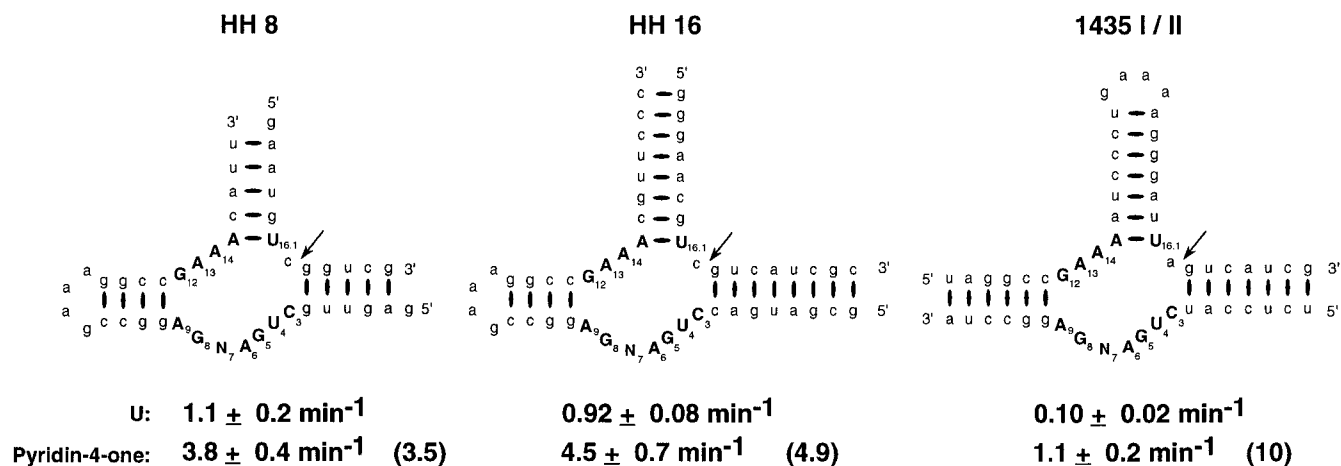 HH 8
5'
3' g
u a
u a
a u
c g
A U16.1
a g g c c G12 A A13 A14
a
a
g c c g g A9 G8 N7 A6 G5 U4 C3
c g g u c g 3'
g u u g a g 5'
HH 16
3' 5'
c g
c g
c g
u a
u a
g c
c g
A U16.1
a g g c c G12 A A13 A14
a
a
g c c g g A9 G8 N7 A6 G5 U4 C3
c g u c a u c g c 3'
c a g u a g c g 5'
1435 I / II
a a
g a
u a
c g
c g
c g
u a
a u
A U16.1
5' u a g g c c G12 A A13 A14
3' a u c c g g A9 G8 N7 A6 G5 U4 C3
a g u c a u c g 3'
u a c c u c u 5'
U: 1.1 ± 0.2 min-1 0.92 ± 0.08 min-1 0.10 ± 0.02 min-1
Pyridin-4-one: 3.8 ± 0.4 min-1 (3.5) 4.5 ± 0.7 min-1 (4.9) 1.1 ± 0.2 min-1 (10)